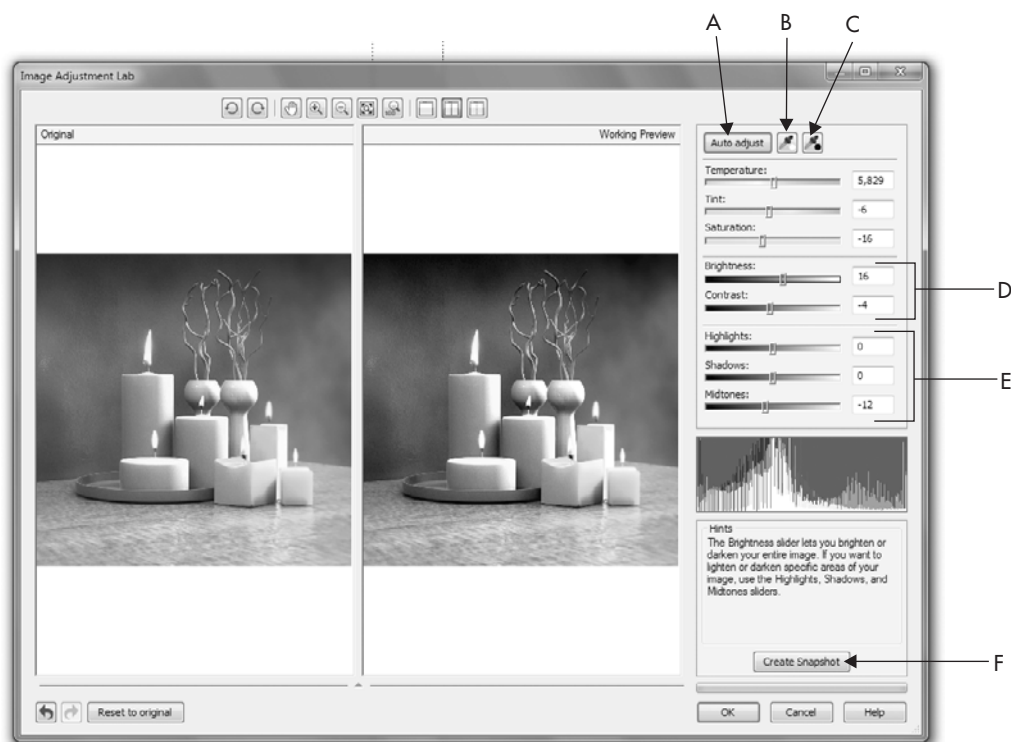 A B C
Image Adjustment Lab
Original
Working Preview
Auto adjust
Temperature:
5,829
Tint:
-6
Saturation:
-16
Brightness:
16
D
Contrast:
-4
Highlights:
0
Shadows:
0
E
Midtones:
-12
Hints
The Brightness slider lets you brighten or
darken your entire image. If you want to
lighten or darken specific areas of your
image, use the Highlights, Shadows, and
Midtones sliders.
Create Snapshot
F
Reset to original
OK
Cancel
Help